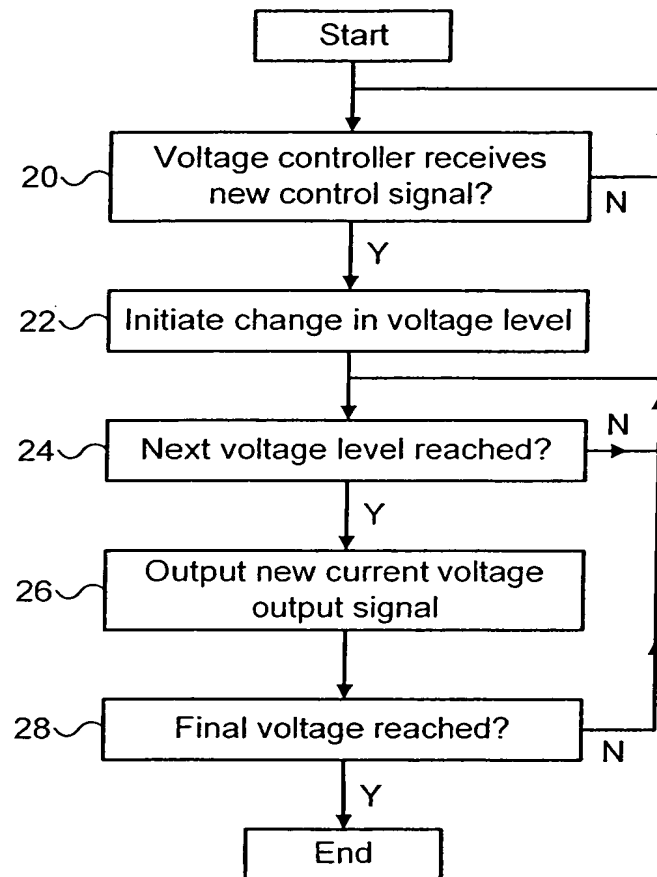 Start
20
Voltage controller receives
new control signal?
N
Y
22
Initiate change in voltage level
24
Next voltage level reached?
N
Y
26
Output new current voltage
output signal
28
Final voltage reached?
N
Y
End